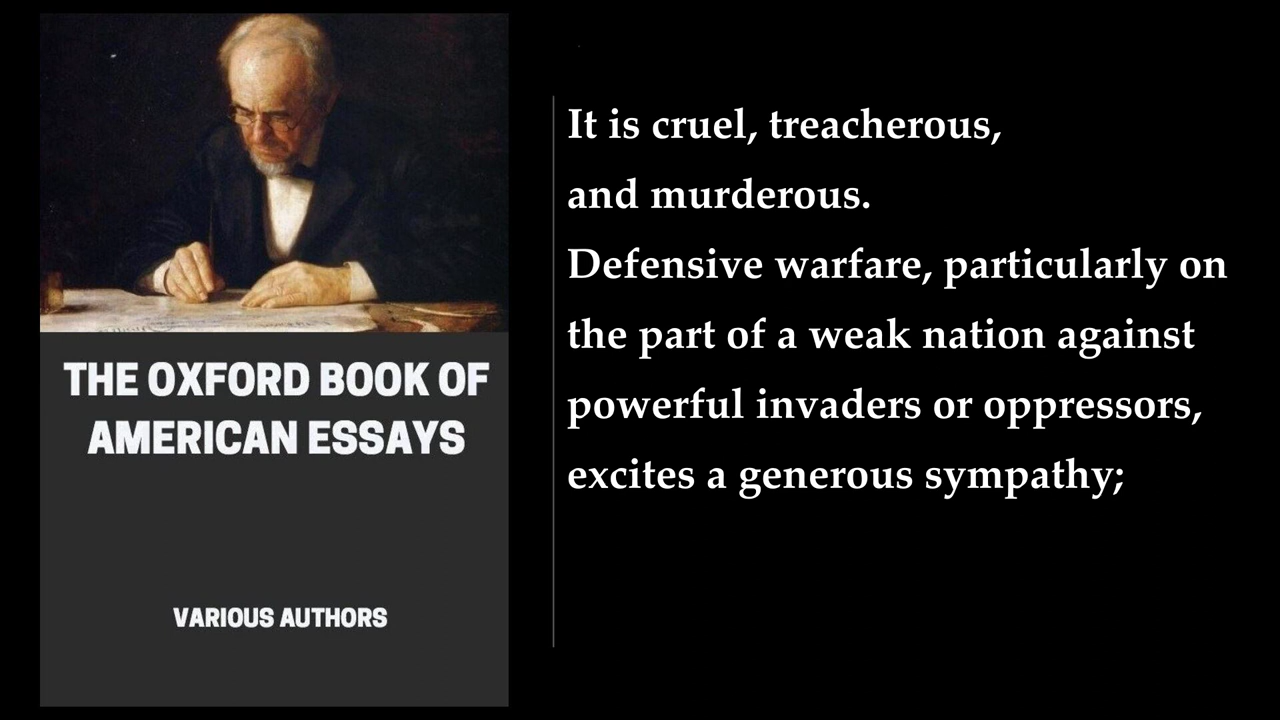 THE OXFORD BOOK OF
AMERICAN ESSAYS
VARIOUS AUTHORS
It is cruel, treacherous,
and murderous.
Defensive warfare, particularly on
the part of a weak nation against
powerful invaders or oppressors,
excites a generous sympathy;